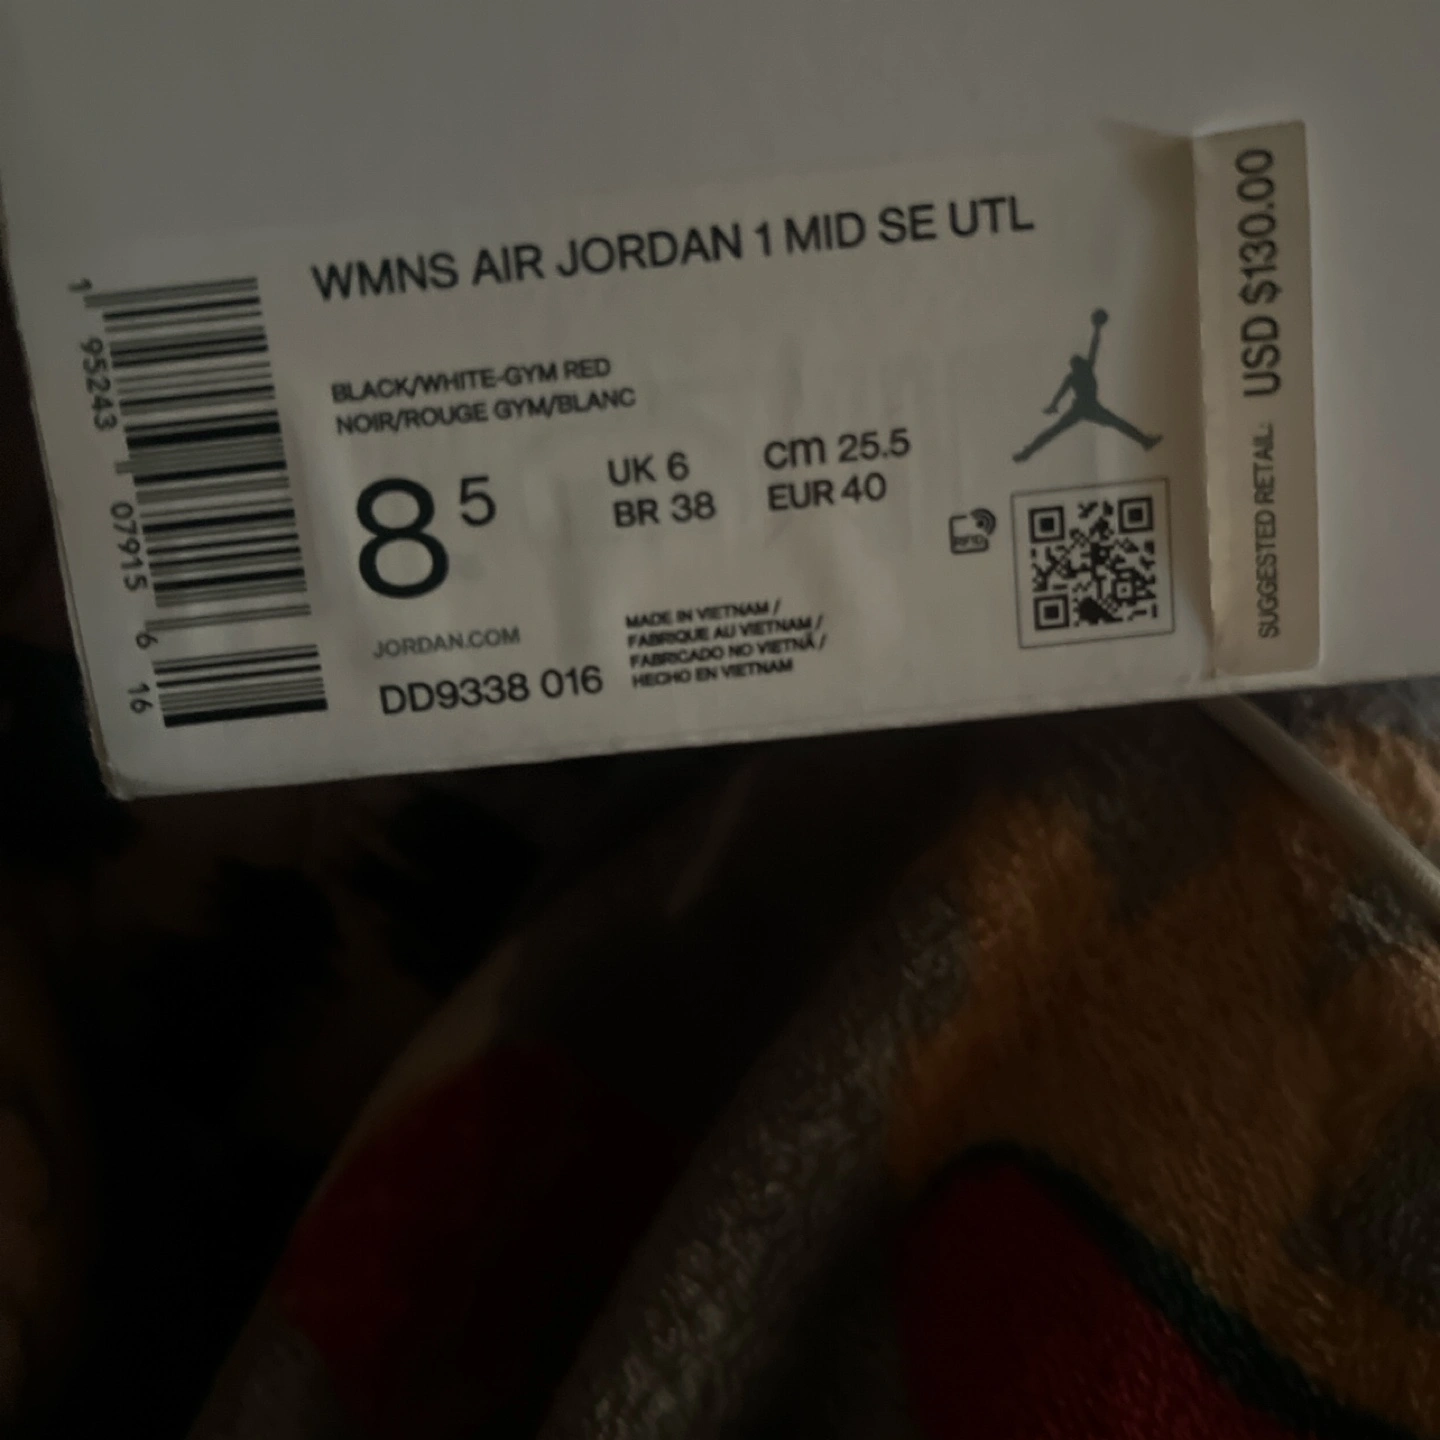 WMNS AIR JORDAN 1 MID SE UTL
BLACK/WHITE-GYM RED
NOIR/ROUGE GYM/BLANC
8 5
UK 6
BR 38
cm 25.5
EUR 40
JORDAN.COM
DD9338 016
MADE IN VIETNAM /
FABRIQUE AU VIETNAM /
FABRICADO NO VIETNÃ /
HECHO EN VIETNAM
RFID
1 95243 07915 6 16
SUGGESTED RETAIL: USD $130.00